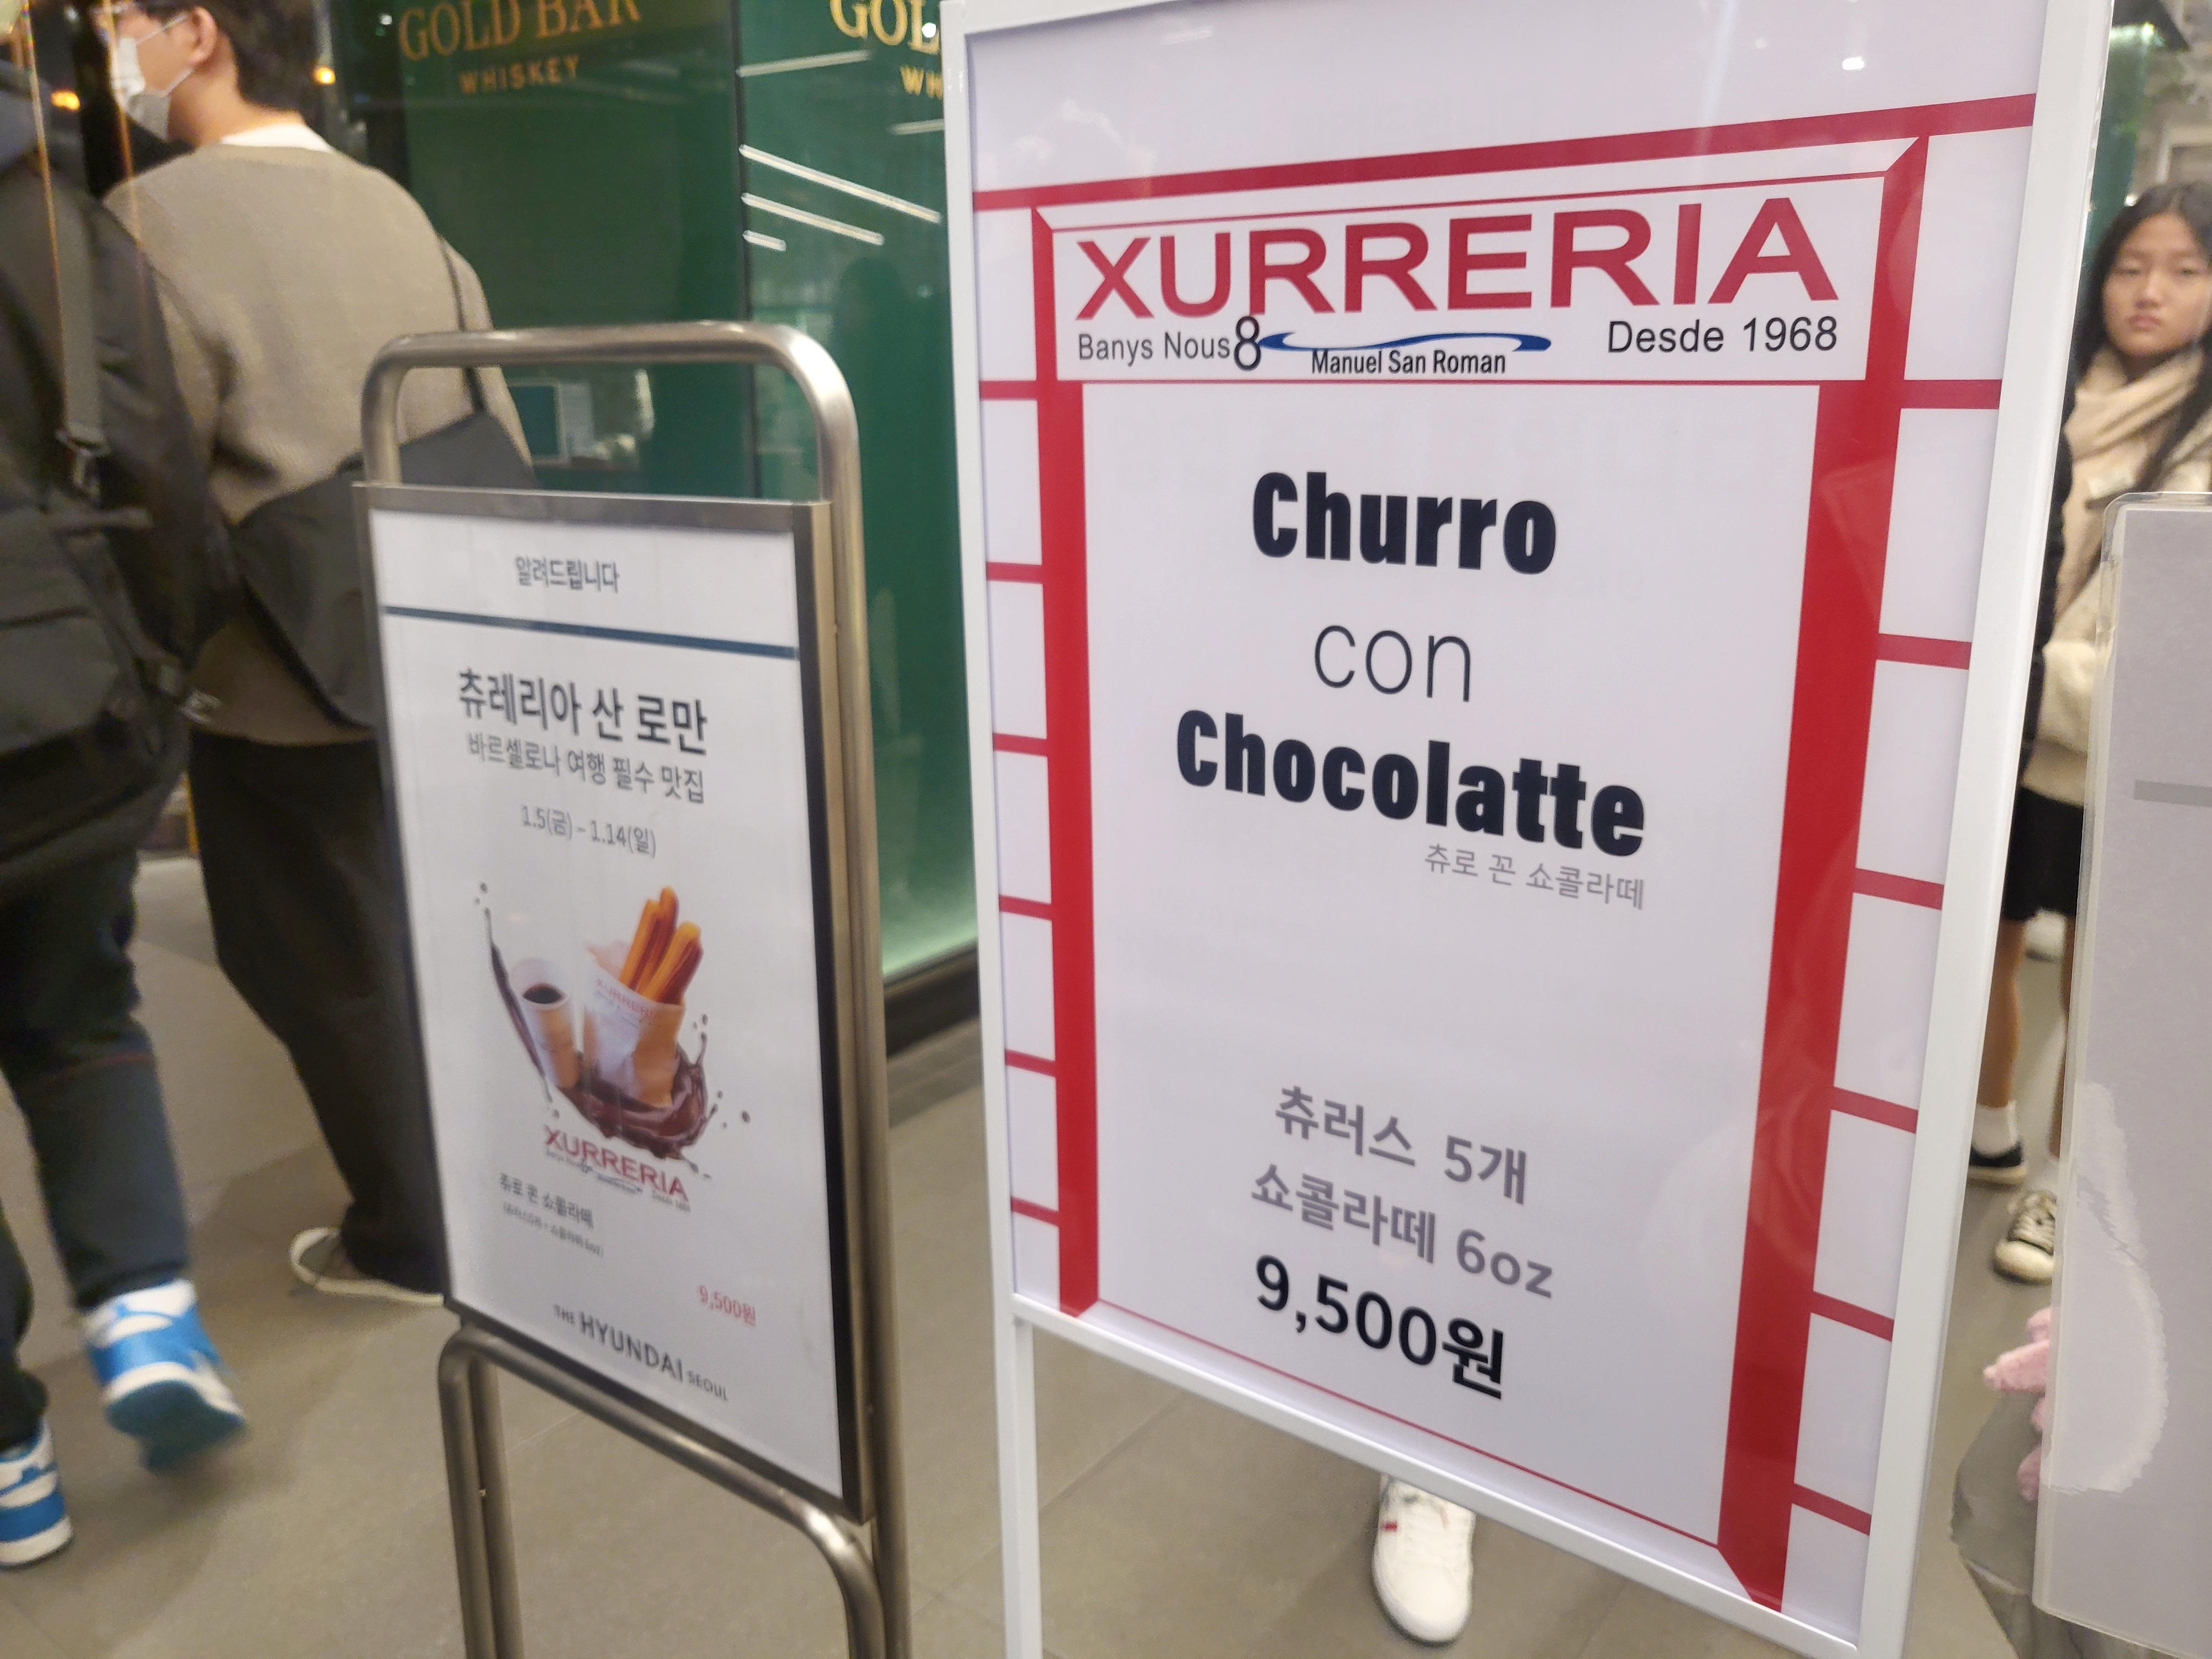 GOLD BAR
WHISKEY
알려드립니다
츄레리아 산 로만
바르셀로나 여행 필수 맛집
1.5(금) – 1.14(일)
XURRERIA
츄로 꼰 쇼콜라떼
9,500원
THE HYUNDAI SEOUL
XURRERIA
Banys Nous 8 Manuel San Roman Desde 1968
Churro
con
Chocolatte
츄로 꼰 쇼콜라떼
츄러스 5개
쇼콜라떼 6oz
9,500원